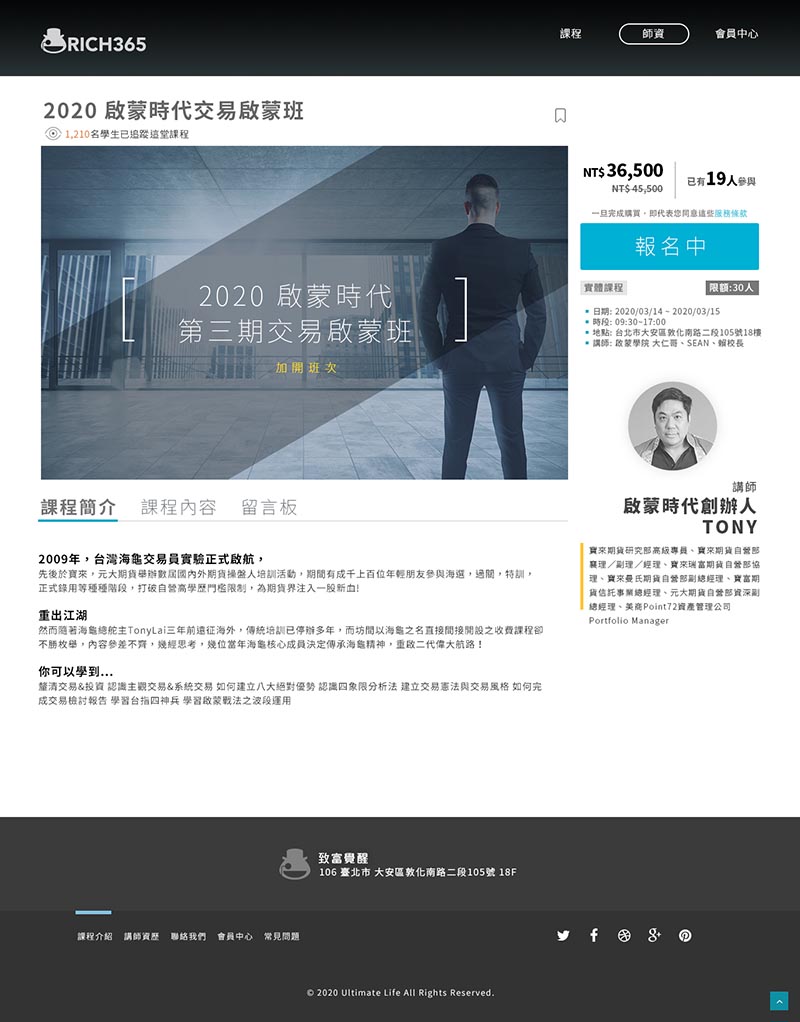 RICH365
課程
師資
會員中心
2020 啟蒙時代交易啟蒙班
1,210名學生已追蹤這堂課程
2020 啟蒙時代
第三期交易啟蒙班
加開班次
NT$36,500
NT$ 45,500
已有19人參與
一旦完成購買，即代表您同意這些服務條款
報名中
實體課程
限額:30人
日期: 2020/03/14 ~ 2020/03/15
時段: 09:30~17:00
地點: 台北市大安區敦化南路二段105號18樓
講師: 啟蒙學院 大仁哥、SEAN、賴校長
講師
啟蒙時代創辦人
TONY
寶來期貨研究部高級專員、寶來期貨自營部
襄理／副理／經理、寶來瑞富期貨自營部協
理、寶來曼氏期貨自營部副總經理、寶富期
貨信託事業總經理、元大期貨自營部資深副
總經理、美商Point72資產管理公司
Portfolio Manager
課程簡介
課程內容
留言板
2009年，台灣海龜交易員實驗正式啟航，
先後於寶來，元大期貨舉辦數屆國內外期貨操盤人培訓活動，期間有成千上百位年輕朋友參與海選，過關，特訓，
正式錄用等種種階段，打破自營高學歷門檻限制，為期貨界注入一股新血!
重出江湖
然而隨著海龜總舵主TonyLai三年前遠征海外，傳統培訓已停辦多年，而坊間以海龜之名直接間接開設之收費課程卻
不勝枚舉，內容參差不齊，幾經思考，幾位當年海龜核心成員決定傳承海龜精神，重啟二代偉大航路！
你可以學到...
釐清交易&投資 認識主觀交易&系統交易 如何建立八大絕對優勢 認識四象限分析法 建立交易憲法與交易風格 如何完
成交易檢討報告 學習台指四神兵 學習啟蒙戰法之波段運用
致富覺醒
106 臺北市 大安區敦化南路二段105號 18F
課程介紹
講師資歷
聯絡我們
會員中心
常見問題
© 2020 Ultimate Life All Rights Reserved.